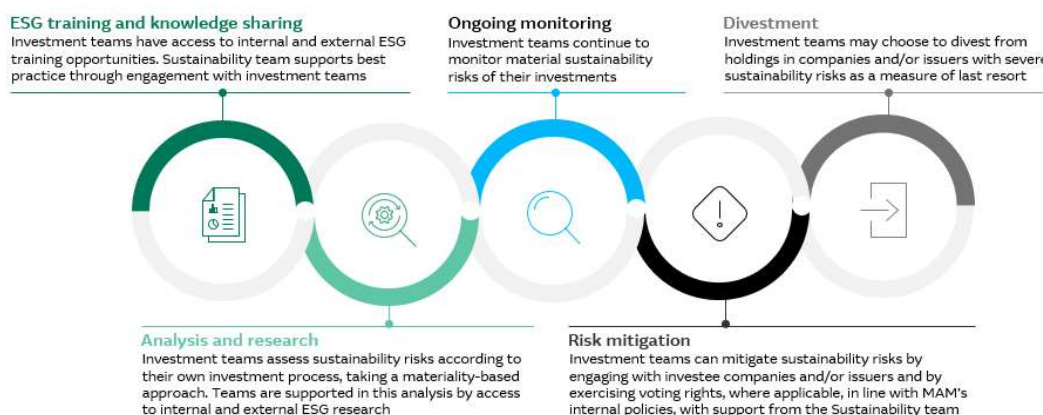 ESG training and knowledge sharing
Investment teams have access to internal and external ESG
training opportunities. Sustainability team supports best
practice through engagement with investment teams
Ongoing monitoring
Investment teams continue to
monitor material sustainability
risks of their investments
Divestment
Investment teams may choose to divest from
holdings in companies and/or issuers with severe
sustainability risks as a measure of last resort
Analysis and research
Investment teams assess sustainability risks according to
their own investment process, taking a materiality-based
approach. Teams are supported in this analysis by access
to internal and external ESG research
Risk mitigation
Investment teams can mitigate sustainability risks by
engaging with investee companies and/or issuers and by
exercising voting rights, where applicable, in line with MAM's
internal policies, with support from the Sustainability team